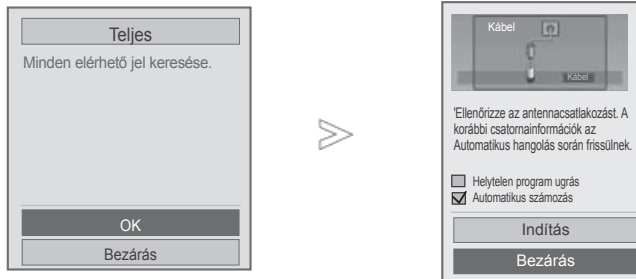 Teljes
Minden elérhető jel keresése.
OK
Bezárás
Kábel
Kábel
'Ellenőrizze az antennacsatlakozást. A
korábbi csatornainformációk az
Automatikus hangolás során frissülnek.
Helytelen program ugrás
Automatikus számozás
Indítás
Bezárás